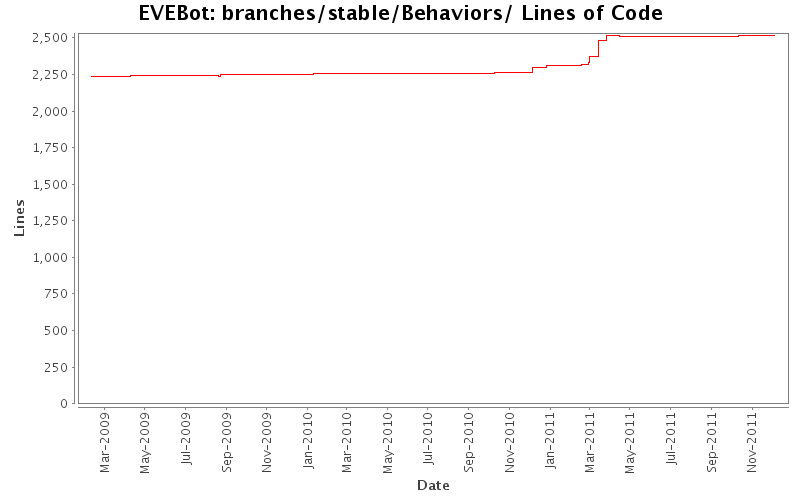 EVEBot: branches/stable/Behaviors/ Lines of Code
2,500
2,250
2,000
1,750
1,500
1,250
1,000
750
500
250
0
Lines
Mar-2009
May-2009
Jul-2009
Sep-2009
Nov-2009
Jan-2010
Mar-2010
May-2010
Jul-2010
Sep-2010
Nov-2010
Jan-2011
Mar-2011
May-2011
Jul-2011
Sep-2011
Nov-2011
Date